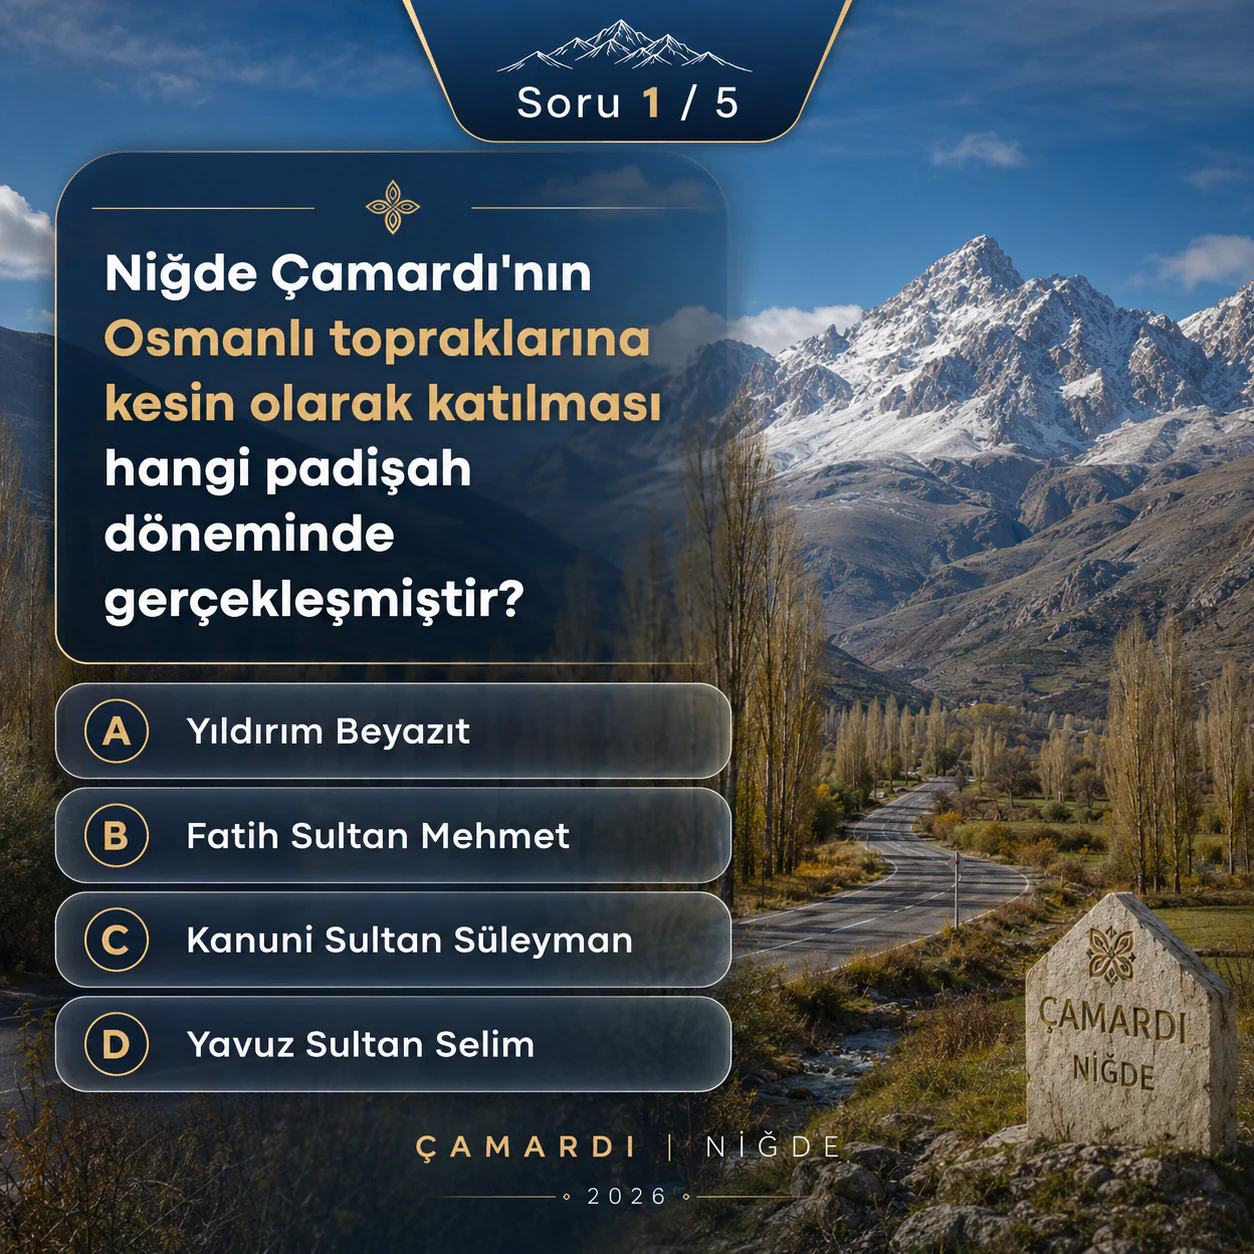 Soru 1 / 5
Niğde Çamardı'nın
Osmanlı topraklarına
kesin olarak katılması
hangi padişah
döneminde
gerçekleşmiştir?
A Yıldırım Beyazıt
B Fatih Sultan Mehmet
C Kanuni Sultan Süleyman
D Yavuz Sultan Selim
ÇAMARDI
NİĞDE
ÇAMARDI | NİĞDE
2026